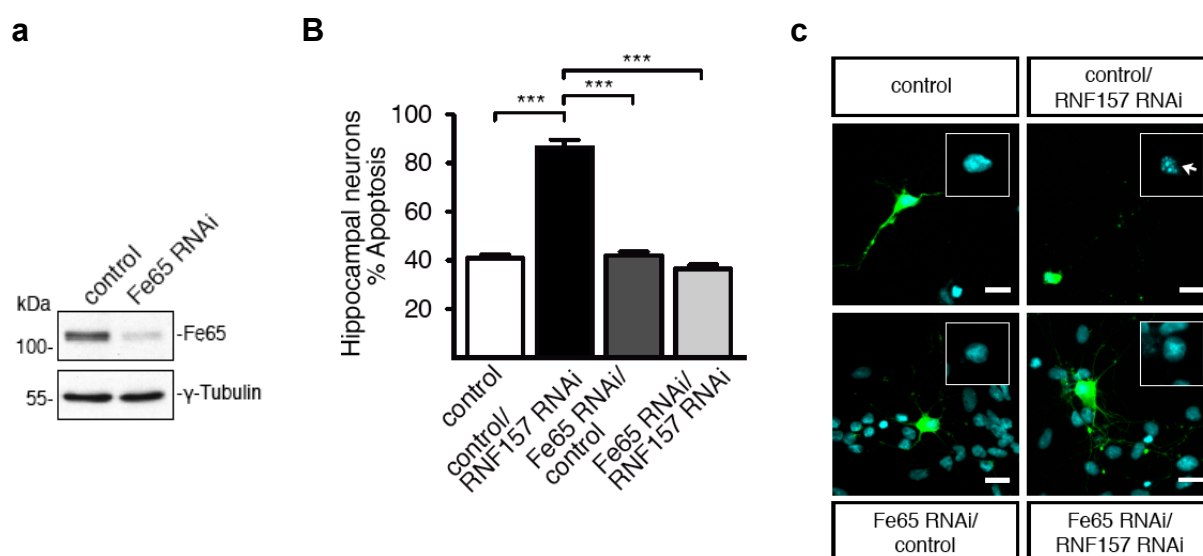 a
control
Fe65 RNAi
kDa
100-
-Fe65
55-
-γ-Tubulin
B
***
***
***
Hippocampal neurons
% Apoptosis
100
80
60
40
20
control
control/
RNF157 RNAi
Fe65 RNAi/
control
Fe65 RNAi/
RNF157 RNAi
c
control
control/
RNF157 RNAi
Fe65 RNAi/
control
Fe65 RNAi/
RNF157 RNAi